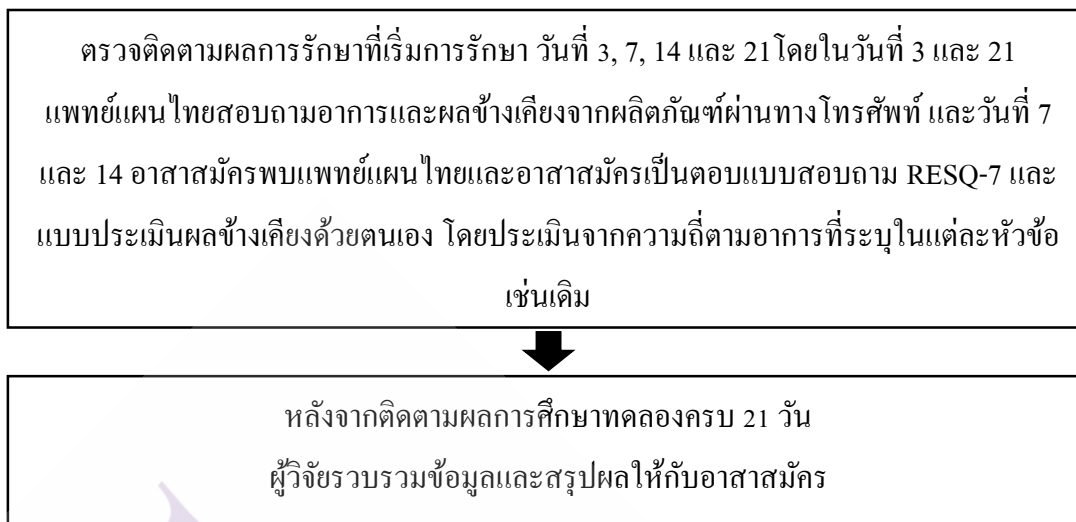 ตรวจติดตามผลการรักษาที่เริ่มการรักษา วันที่ 3, 7, 14 และ 21โดยในวันที่ 3 และ 21
แพทย์แผนไทยสอบถามอาการและผลข้างเคียงจากผลิตภัณฑ์ผ่านทางโทรศัพท์ และวันที่ 7
และ 14 อาสาสมัครพบแพทย์แผนไทยและอาสาสมัครเป็นตอบแบบสอบถาม RESQ-7 และ
แบบประเมินผลข้างเคียงด้วยตนเอง โดยประเมินจากความถี่ตามอาการที่ระบุในแต่ละหัวข้อ
เช่นเดิม
หลังจากติดตามผลการศึกษาทดลองครบ 21 วัน
ผู้วิจัยรวบรวมข้อมูลและสรุปผลให้กับอาสาสมัคร